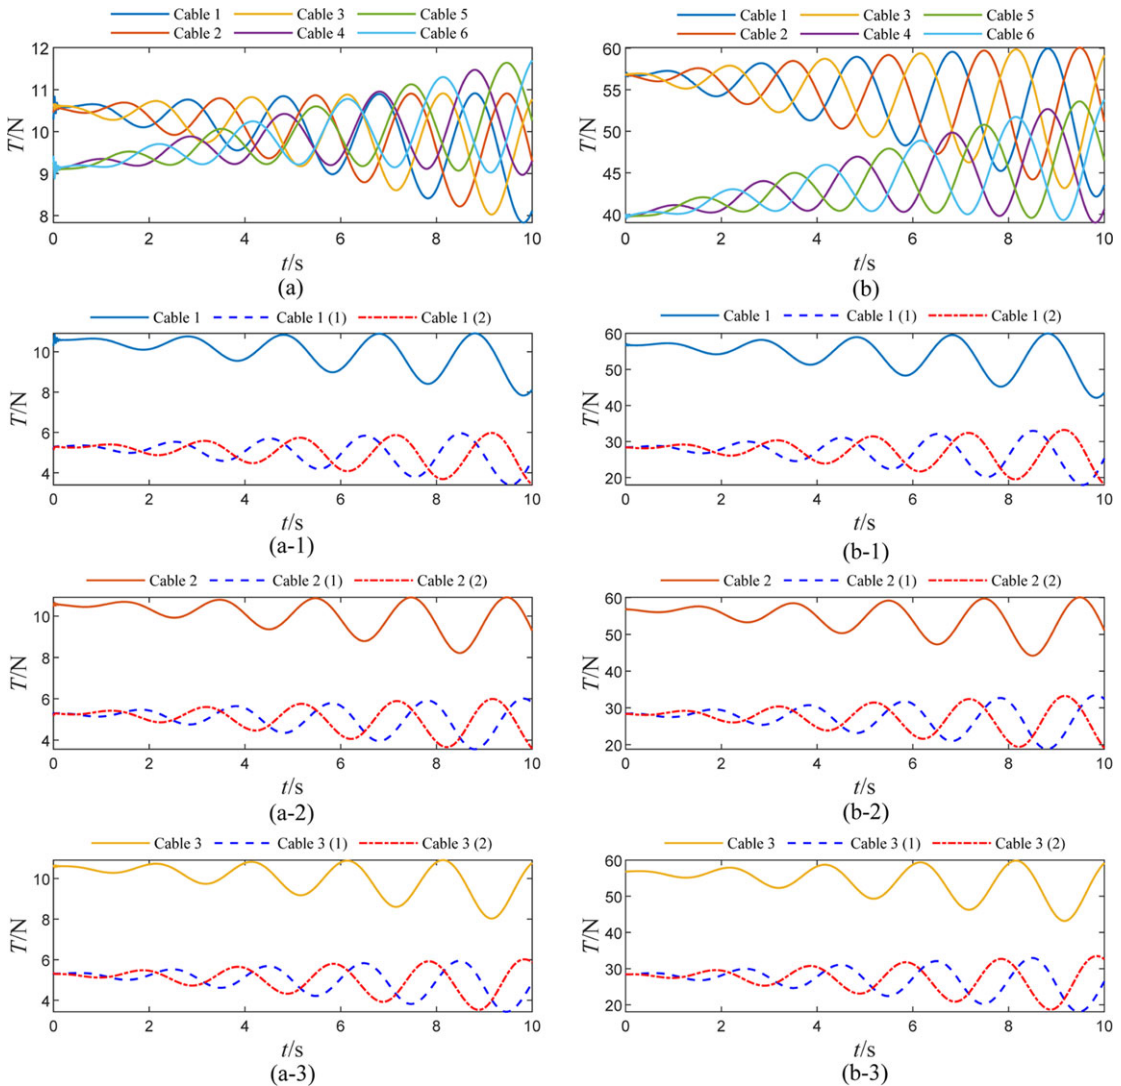 Cable 1 Cable 3 Cable 5
Cable 2 Cable 4 Cable 6
12
11
10
9
8
T/N
0 2 4 6 8 10
t/s
(a)
Cable 1 Cable 3 Cable 5
Cable 2 Cable 4 Cable 6
60
55
50
45
40
T/N
0 2 4 6 8 10
t/s
(b)
Cable 1 Cable 1 (1) Cable 1 (2)
10
8
6
4
T/N
0 2 4 6 8 10
t/s
(a-1)
Cable 1 Cable 1 (1) Cable 1 (2)
60
50
40
30
20
T/N
0 2 4 6 8 10
t/s
(b-1)
Cable 2 Cable 2 (1) Cable 2 (2)
10
8
6
4
T/N
0 2 4 6 8 10
t/s
(a-2)
Cable 2 Cable 2 (1) Cable 2 (2)
60
50
40
30
20
T/N
0 2 4 6 8 10
t/s
(b-2)
Cable 3 Cable 3 (1) Cable 3 (2)
10
8
6
4
T/N
0 2 4 6 8 10
t/s
(a-3)
Cable 3 Cable 3 (1) Cable 3 (2)
60
50
40
30
20
T/N
0 2 4 6 8 10
t/s
(b-3)